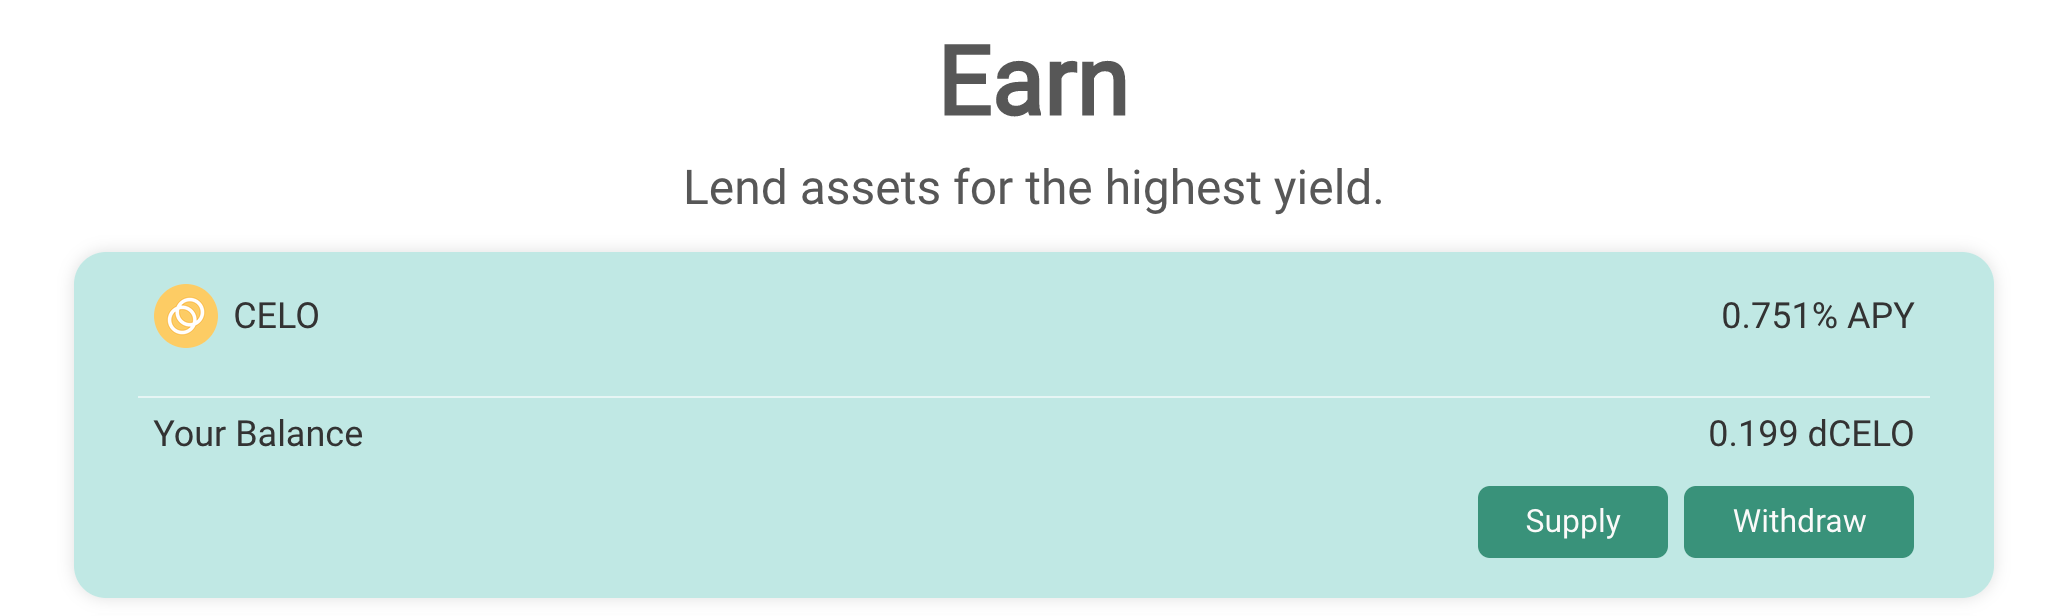 Earn
Lend assets for the highest yield.
CELO 0.751% APY
Your Balance 0.199 dCELO
Supply Withdraw